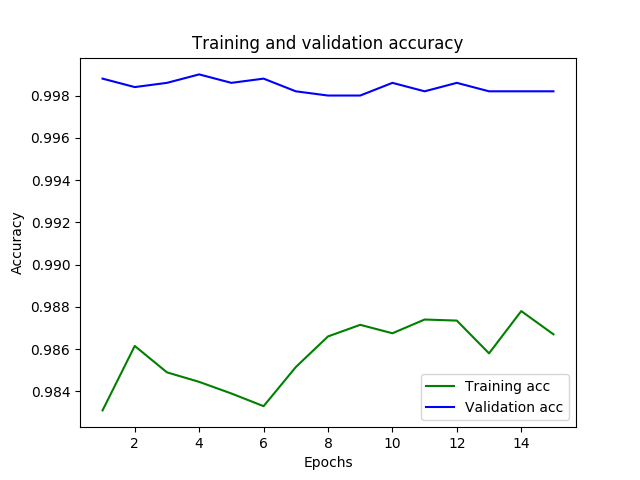 Training and validation accuracy
Accuracy
0.998
0.996
0.994
0.992
0.990
0.988
0.986
0.984
Training acc
Validation acc
2 4 6 8 10 12 14
Epochs